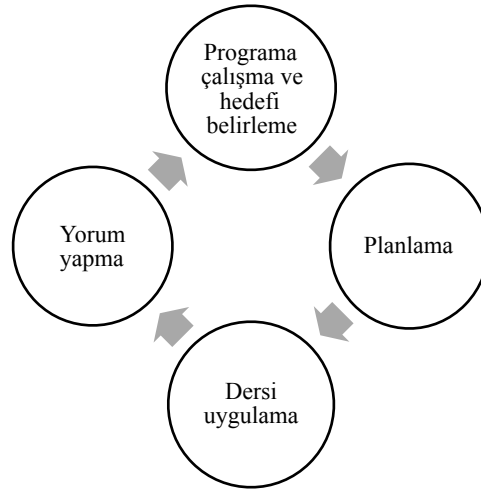 Programa
çalışma ve
hedefi
belirleme
Planlama
Dersi
uygulama
Yorum
yapma